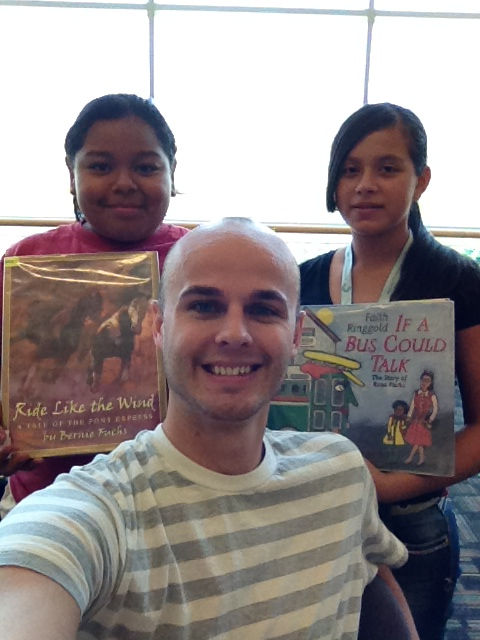 Ride Like the Wind
A TALE OF THE PONY EXPRESS
by Bernie Fuchs
Faith
Ringgold
IF A
BUS COULD
TALK
The Story of
Rosa Parks